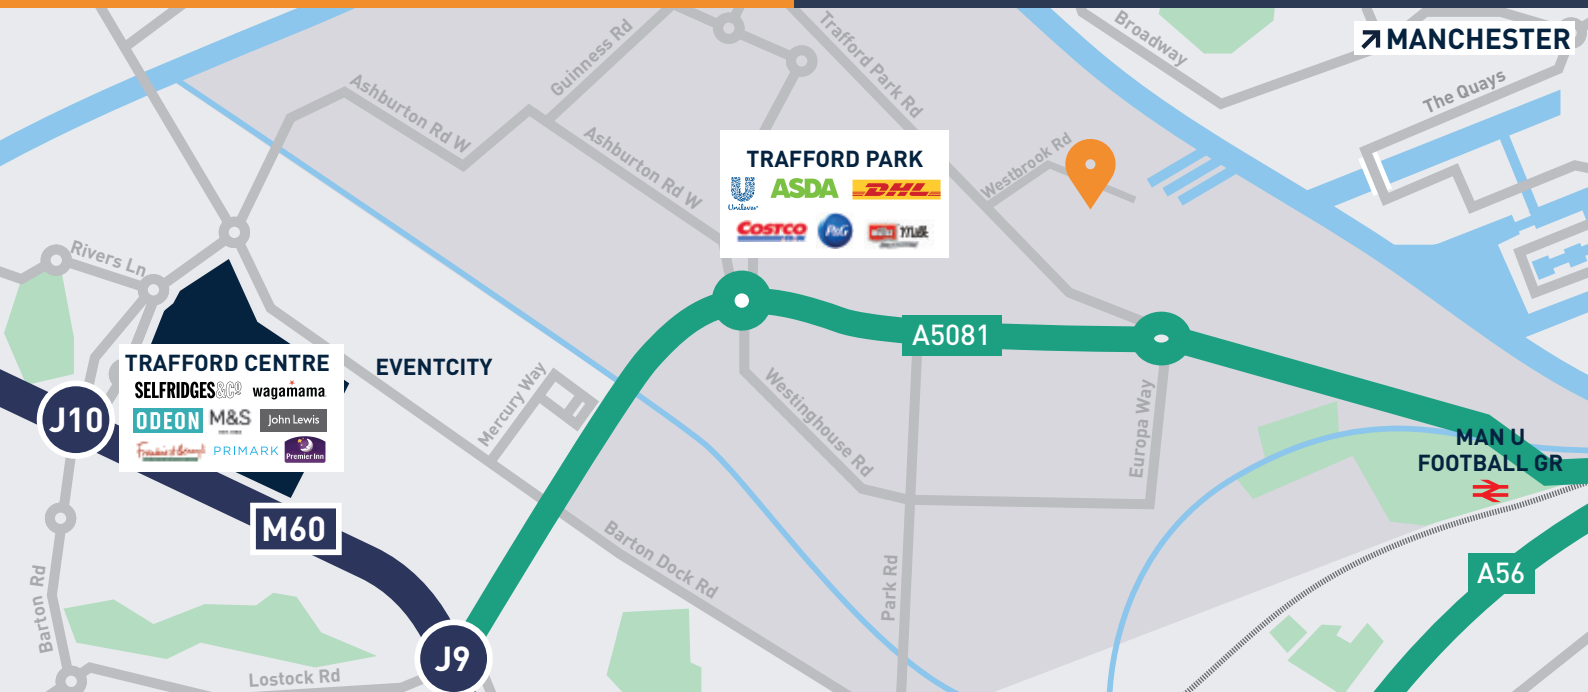 Broadway
MANCHESTER
Guinness Rd
Trafford Park Rd
The Quays
Ashburton Rd W
Ashburton Rd W
Westbrook Rd
TRAFFORD PARK
Unilever
ASDA
DHL
COSTCO
P&G
Milk
Rivers Ln
TRAFFORD CENTRE
SELFRIDGES&CO
wagamama
ODEON
M&S
John Lewis
PRIMARK
Premier Inn
EVENTCITY
A5081
J10
Mercury Way
Westinghouse Rd
Europa Way
MAN U
FOOTBALL GR
M60
Barton Dock Rd
Park Rd
A56
Barton Rd
J9
Lostock Rd